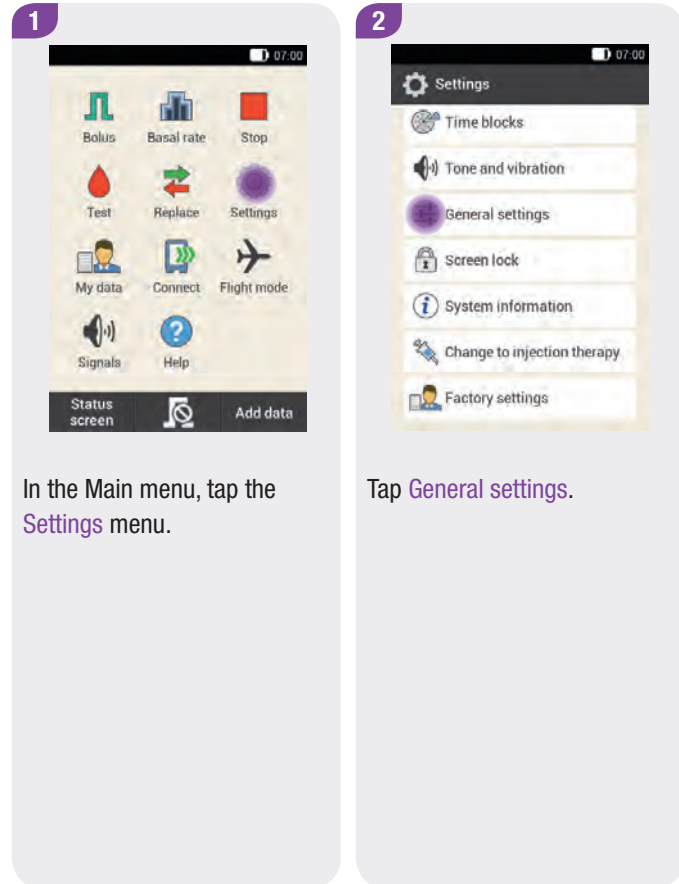 1
07:00
Bolus Basal rate Stop
Test Replace Settings
My data Connect Flight mode
Signals Help
Status
screen
Add data
In the Main menu, tap the
Settings menu.
2
07:00
Settings
Time blocks
Tone and vibration
General settings
Screen lock
System information
Change to injection therapy
Factory settings
Tap General settings.